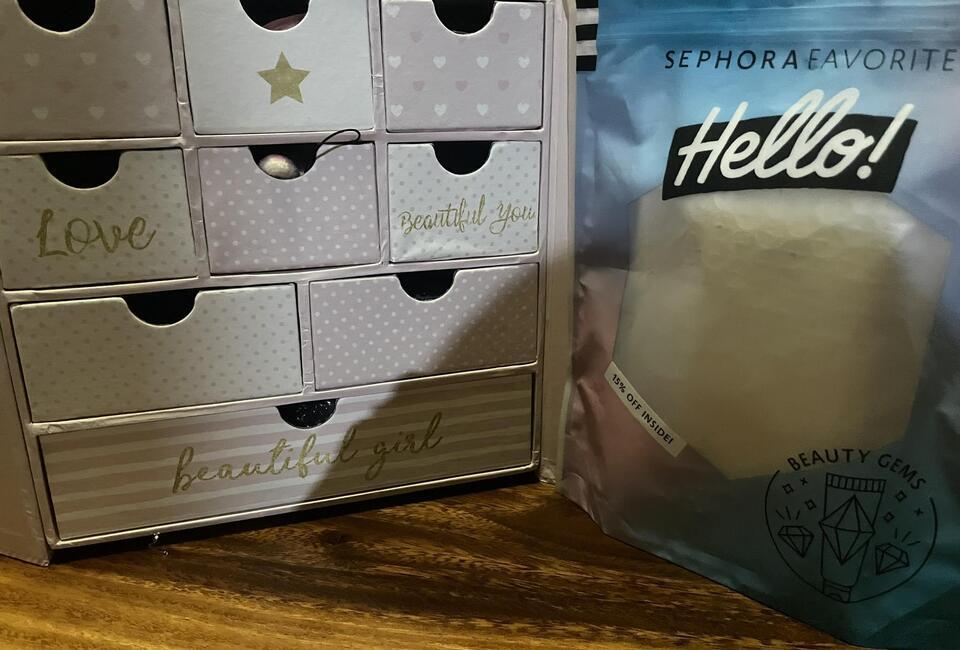 Love
Beautiful You
beautiful girl
SEPHORA FAVORITE
Hello!
15% OFF INSIDE!
BEAUTY GEMS